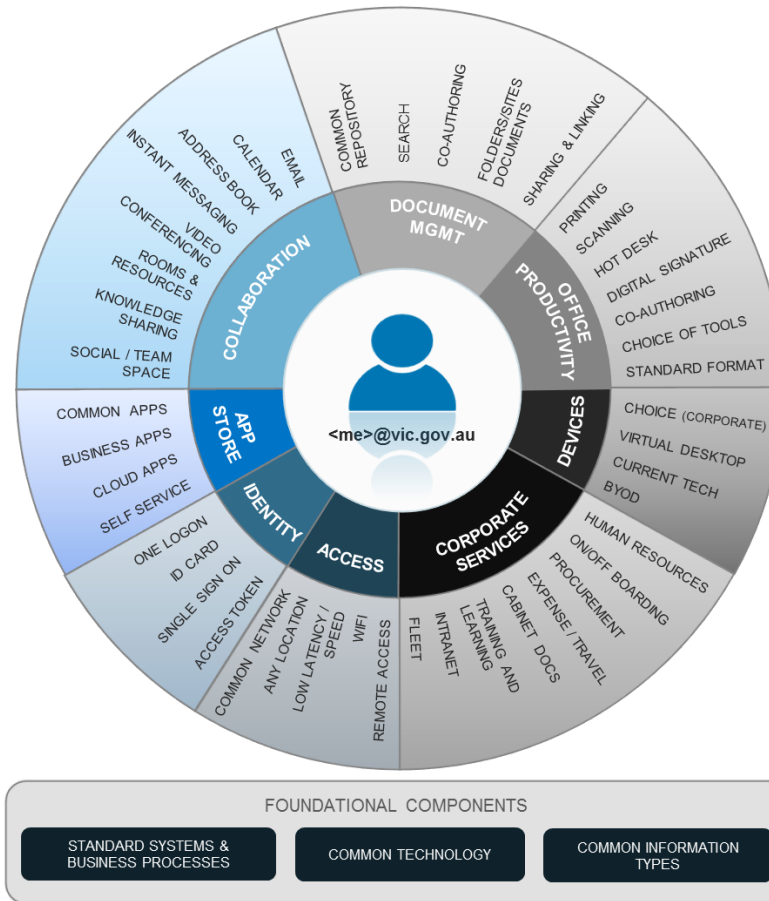 COMMON
REPOSITORY
SEARCH
CO-AUTHORING
FOLDERS/SITES
DOCUMENTS
SHARING & LINKING
DOCUMENT
MGMT
PRINTING
SCANNING
HOT DESK
DIGITAL SIGNATURE
CO-AUTHORING
CHOICE OF TOOLS
STANDARD FORMAT
OFFICE
PRODUCTIVITY
CHOICE (CORPORATE)
VIRTUAL DESKTOP
CURRENT TECH
BYOD
DEVICES
HUMAN RESOURCES
ON/OFF BOARDING
PROCUREMENT
EXPENSE / TRAVEL
CABINET DOCS
TRAINING AND
LEARNING
INTRANET
FLEET
CORPORATE
SERVICES
REMOTE ACCESS
WIFI
LOW LATENCY /
SPEED
ANY LOCATION
COMMON NETWORK
ACCESS
ACCESS TOKEN
SINGLE SIGN ON
ID CARD
ONE LOGON
IDENTITY
SELF SERVICE
CLOUD APPS
BUSINESS APPS
COMMON APPS
APP
STORE
SOCIAL / TEAM
SPACE
KNOWLEDGE
SHARING
ROOMS &
RESOURCES
VIDEO
CONFERENCING
INSTANT MESSAGING
ADDRESS BOOK
CALENDAR
EMAIL
COLLABORATION
<me>@vic.gov.au
FOUNDATIONAL COMPONENTS
STANDARD SYSTEMS &
BUSINESS PROCESSES
COMMON TECHNOLOGY
COMMON INFORMATION
TYPES